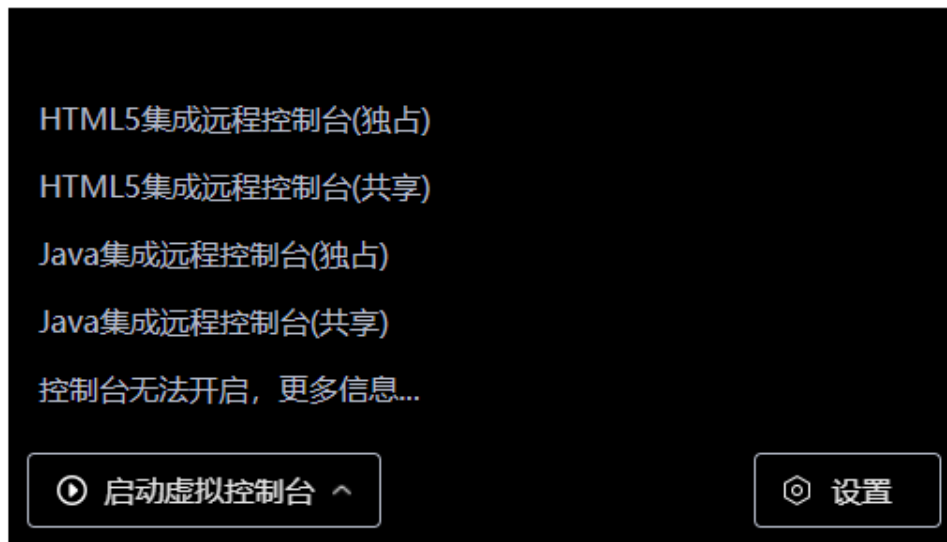 HTML5集成远程控制台(独占)
HTML5集成远程控制台(共享)
Java集成远程控制台(独占)
Java集成远程控制台(共享)
控制台无法开启，更多信息...
启动虚拟控制台
设置